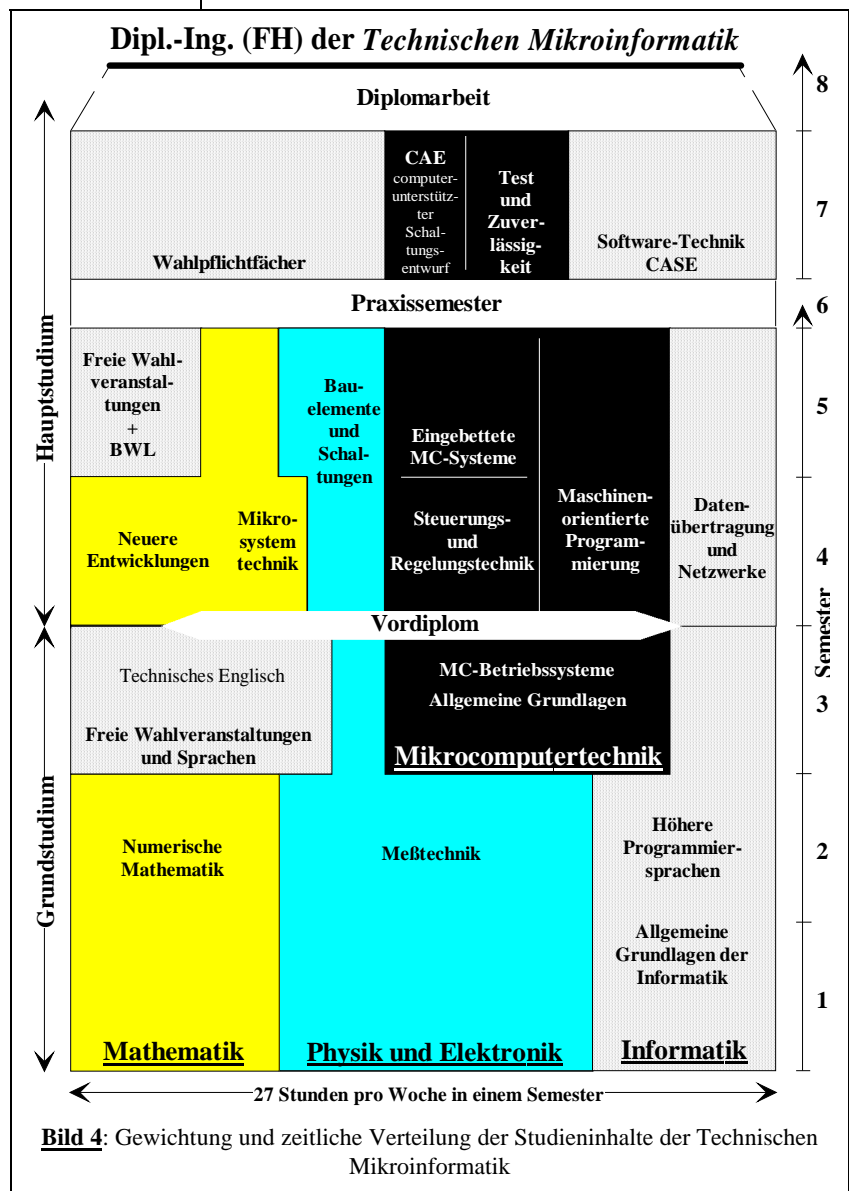 Dipl.-Ing. (FH) der Technischen Mikroinformatik
Diplomarbeit
8
CAE
computer-
unterstütz-
ter
Schal-
tungs-
entwurf
Test
und
Zuver-
lässig-
keit
Wahlpflichtfächer
Software-Technik
CASE
7
Praxissemester
6
Hauptstudium
Freie Wahl-
veranstal-
tungen
+
BWL
Bau-
elemente
und
Schal-
tungen
Eingebettete
MC-Systeme
5
Neuere
Entwicklungen
Mikro-
system
technik
Steuerungs-
und
Regelungstechnik
Maschinen-
orientierte
Program-
mierung
Daten-
übertragung
und
Netzwerke
4
Semester
Vordiplom
Grundstudium
Technisches Englisch
Freie Wahlveranstaltungen
und Sprachen
MC-Betriebssysteme
Allgemeine Grundlagen
Mikrocomputertechnik
3
Numerische
Mathematik
Meßtechnik
Höhere
Programmier-
sprachen
2
Allgemeine
Grundlagen der
Informatik
1
Mathematik
Physik und Elektronik
Informatik
27 Stunden pro Woche in einem Semester
Bild 4: Gewichtung und zeitliche Verteilung der Studieninhalte der Technischen
Mikroinformatik